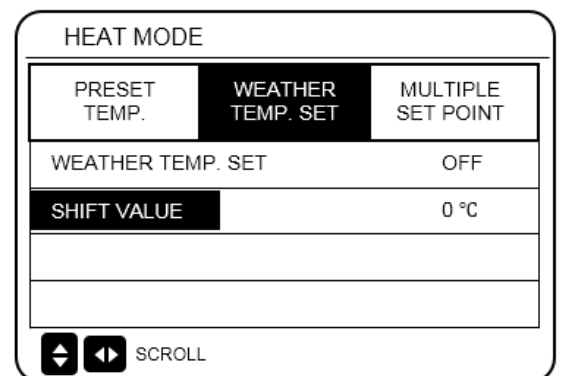 HEAT MODE
PRESET TEMP.
WEATHER TEMP. SET
MULTIPLE SET POINT
WEATHER TEMP. SET OFF
SHIFT VALUE 0 °C
SCROLL